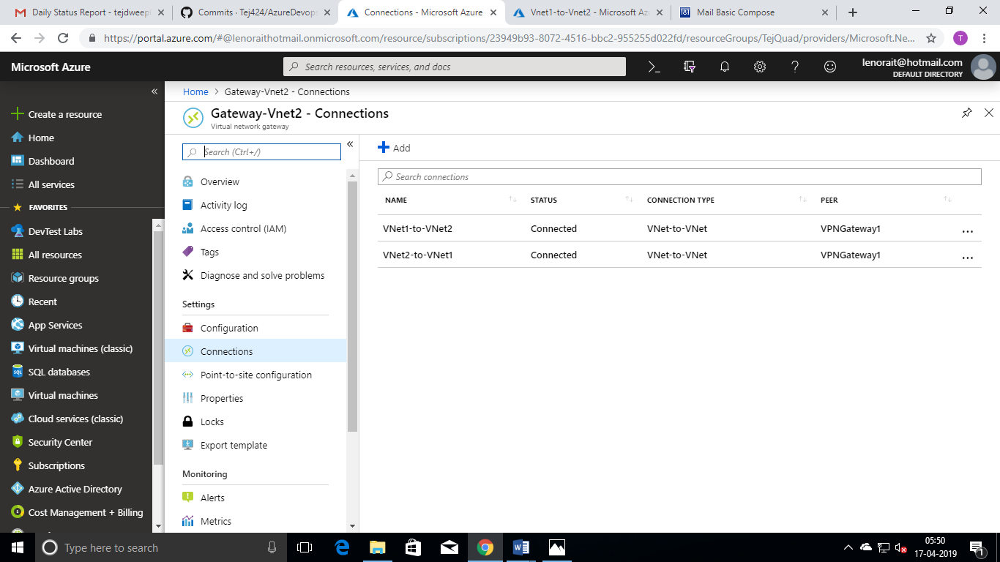 Daily Status Report - tejdweep
Commits · Tej424/AzureDevop
Connections - Microsoft Azure
Vnet1-to-Vnet2 - Microsoft Az
Mail Basic Compose
https://portal.azure.com/#@lenoraithotmail.onmicrosoft.com/resource/subscriptions/23949b93-8072-4516-bbc2-955255d022fd/resourceGroups/TejQuad/providers/Microsoft.Ne...
T
Microsoft Azure
Search resources, services, and docs
lenorait@hotmail.com
DEFAULT DIRECTORY
Home > Gateway-Vnet2 - Connections
Gateway-Vnet2 - Connections
Virtual network gateway
Create a resource
Home
Dashboard
All services
FAVORITES
DevTest Labs
All resources
Resource groups
Recent
App Services
Virtual machines (classic)
SQL databases
Virtual machines
Cloud services (classic)
Security Center
Subscriptions
Azure Active Directory
Cost Management + Billing
Search (Ctrl+/)
Overview
Activity log
Access control (IAM)
Tags
Diagnose and solve problems
Settings
Configuration
Connections
Point-to-site configuration
Properties
Locks
Export template
Monitoring
Alerts
Metrics
Add
Search connections
NAME STATUS CONNECTION TYPE PEER
VNet1-to-VNet2 Connected VNet-to-VNet VPNGateway1 ...
VNet2-to-VNet1 Connected VNet-to-VNet VPNGateway1 ...
Type here to search
05:50
17-04-2019
1